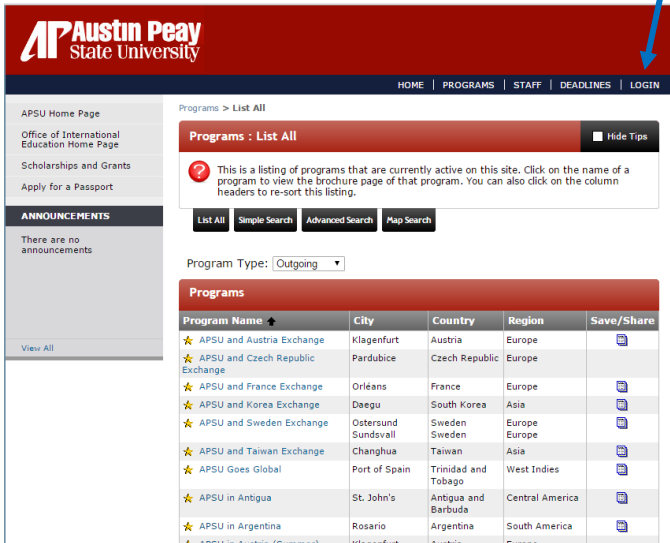 AP Austin Peay
State University
HOME | PROGRAMS | STAFF | DEADLINES | LOGIN
APSU Home Page
Office of International
Education Home Page
Scholarships and Grants
Apply for a Passport
ANNOUNCEMENTS
There are no
announcements
View All
Programs > List All
Programs : List All
Hide Tips
This is a listing of programs that are currently active on this site. Click on the name of a
program to view the brochure page of that program. You can also click on the column
headers to re-sort this listing.
List All Simple Search Advanced Search Map Search
Program Type: Outgoing
Programs
Program Name City Country Region Save/Share
APSU and Austria Exchange Klagenfurt Austria Europe
APSU and Czech Republic Pardubice Czech Republic Europe
Exchange
APSU and France Exchange Orléans France Europe
APSU and Korea Exchange Daegu South Korea Asia
APSU and Sweden Exchange Ostersund Sweden Europe
Sundsvall Sweden Europe
APSU and Taiwan Exchange Changhua Taiwan Asia
APSU Goes Global Port of Spain Trinidad and West Indies
Tobago
APSU in Antigua St. John's Antigua and Central America
Barbuda
APSU in Argentina Rosario Argentina South America
APSU in Austria (Summer) Klagenfurt Austria Europe